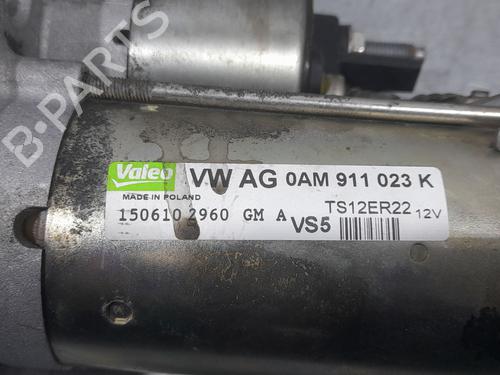 B-PARTS
Valeo VW AG 0AM 911 023 K
MADE IN POLAND
150610 2960 GM A VS5 TS12ER22 12V